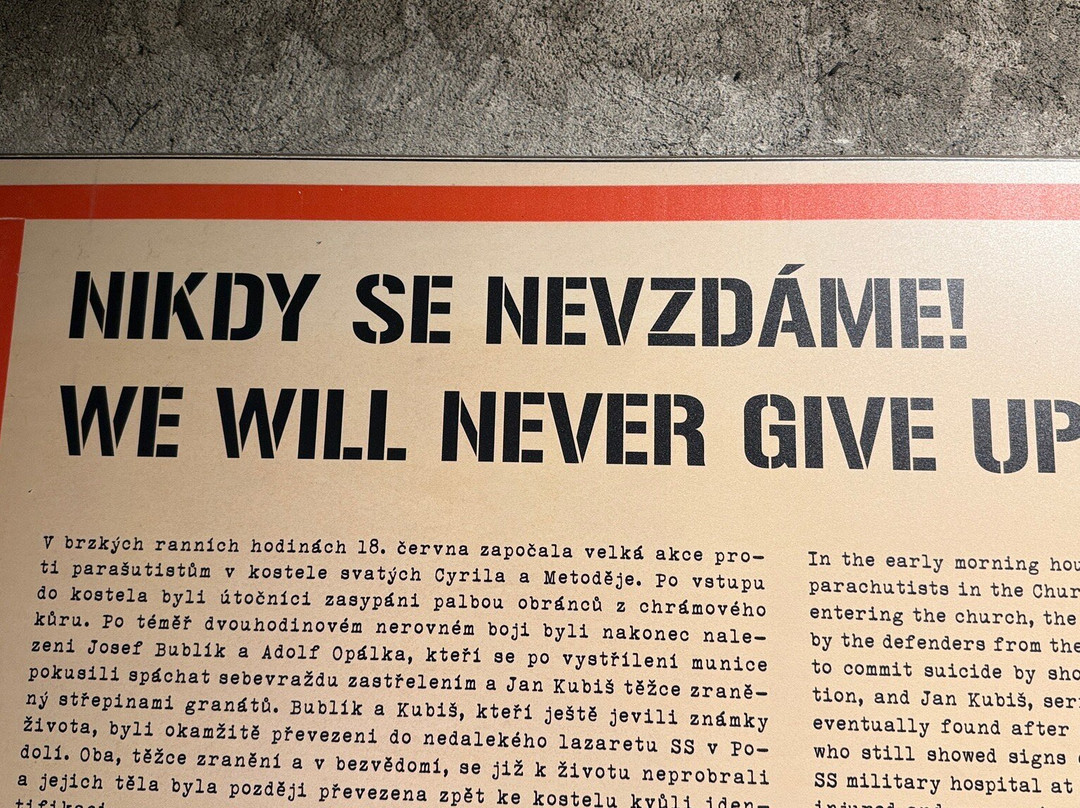 NIKDY SE NEVZDÁME!
WE WILL NEVER GIVE UP
V brzkých ranních hodinách 18. června započala velká akce pro-
ti parašutistům v kostele svatých Cyrila a Metoděje. Po vstupu
do kostela byli útočníci zasypáni palbou obránců z chrámového
kůru. Po téměř dvouhodinovém nerovném boji byli nakonec nale-
zeni Josef Bublík a Adolf Opálka, kteří se po vystřílení munice
pokusili spáchat sebevraždu zastřelením a Jan Kubiš těžce zraně-
ný střepinami granátů. Bublík a Kubiš, kteří ještě jevili známky
života, byli okamžitě převezeni do nedalekého lazaretu SS v Po-
dolí. Oba, těžce zranění a v bezvědomí, se již k životu neprobrali
a jejich těla byla později převezena zpět ke kostelu kvůli iden-
tifikaci
In the early morning hou
parachutists in the Chur
entering the church, the
by the defenders from the
to commit suicide by sho
tion, and Jan Kubiš, seri
eventually found after
who still showed signs
SS military hospital at